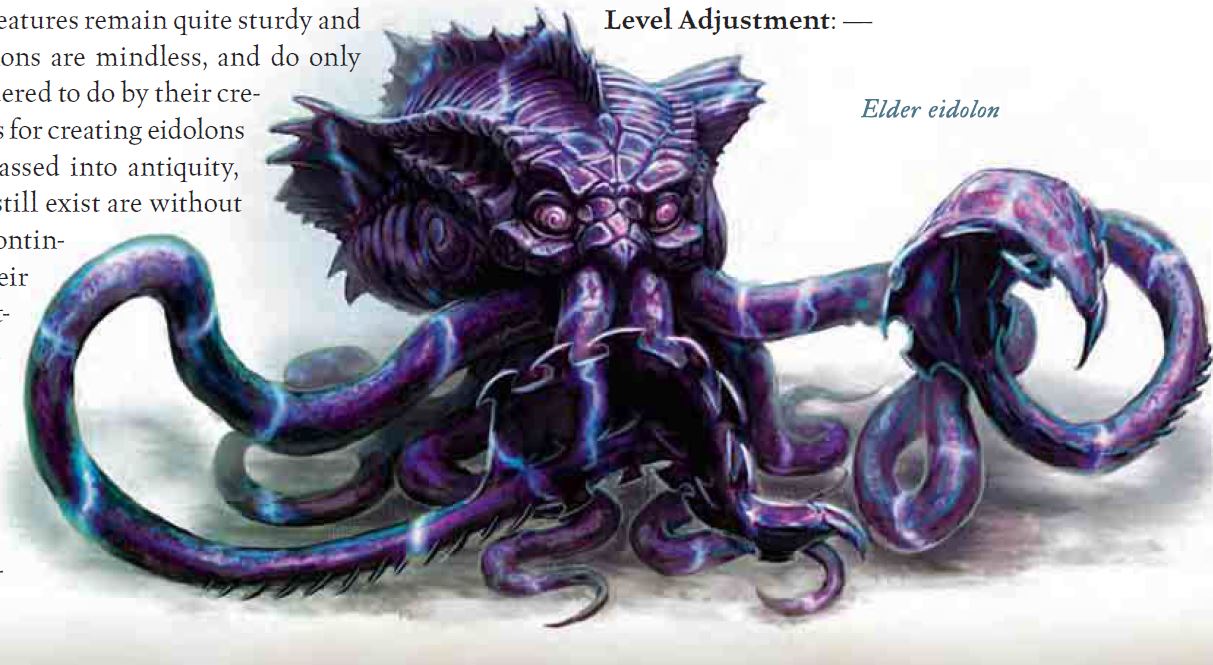 eatures remain quite sturdy and
ons are mindless, and do only
ered to do by their cre-
s for creating eidolons
assed into antiquity,
still exist are without
ontin-
eir
Level Adjustment: —
Elder eidolon